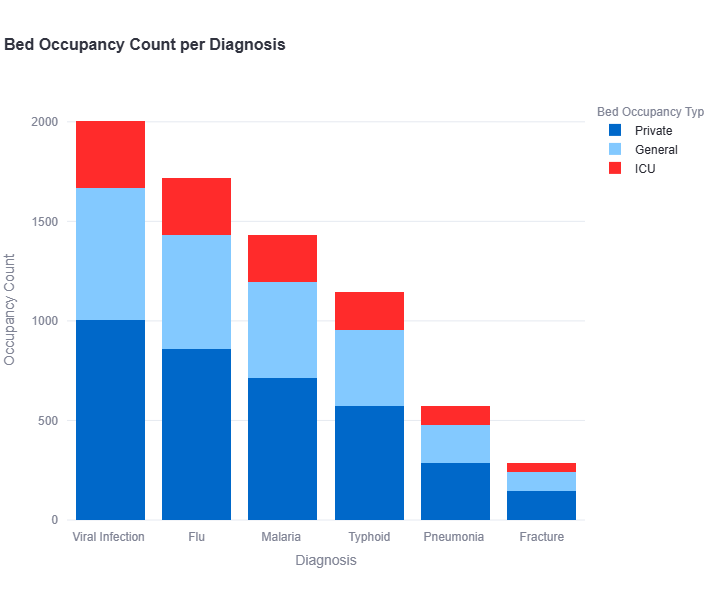 Bed Occupancy Count per Diagnosis
Bed Occupancy Typ
Private
General
ICU
Occupancy Count
2000
1500
1000
500
0
Viral Infection Flu Malaria Typhoid Pneumonia Fracture
Diagnosis